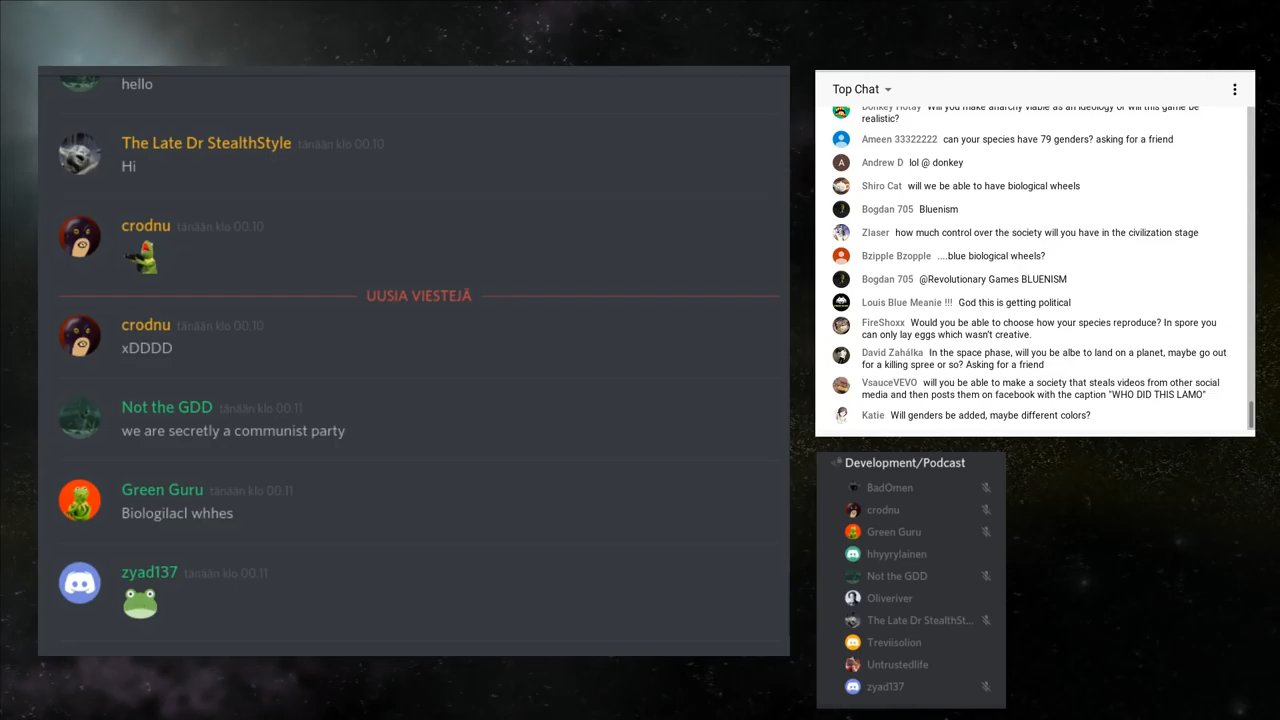 hello
The Late Dr StealthStyle tänään klo 00.10
Hi
crodnu tänään klo 00.10
UUSIA VIESTEJÄ
crodnu tänään klo 00.10
xDDDD
Not the GDD tänään klo 00.11
we are secretly a communist party
Green Guru tänään klo 00.11
Biologilacl whhes
zyad137 tänään klo 00.11
Top Chat
Donkey Hotay Will you make anarchy viable as an ideology or will this game be
realistic?
Ameen 33322222 can your species have 79 genders? asking for a friend
A Andrew D lol @ donkey
Shiro Cat will we be able to have biological wheels
Bogdan 705 Bluenism
Zlaser how much control over the society will you have in the civilization stage
Bzipple Bzopple ....blue biological wheels?
Bogdan 705 @Revolutionary Games BLUENISM
Louis Blue Meanie !!! God this is getting political
FireShoxx Would you be able to choose how your species reproduce? In spore you
can only lay eggs which wasn't creative.
David Zahálka In the space phase, will you be albe to land on a planet, maybe go out
for a killing spree or so? Asking for a friend
VsauceVEVO will you be able to make a society that steals videos from other social
media and then posts them on facebook with the caption "WHO DID THIS LAMO"
Katie Will genders be added, maybe different colors?
Development/Podcast
BadOmen
crodnu
Green Guru
hhyyrylainen
Not the GDD
Oliveriver
The Late Dr StealthSt...
Treviisolion
Untrustedlife
zyad137